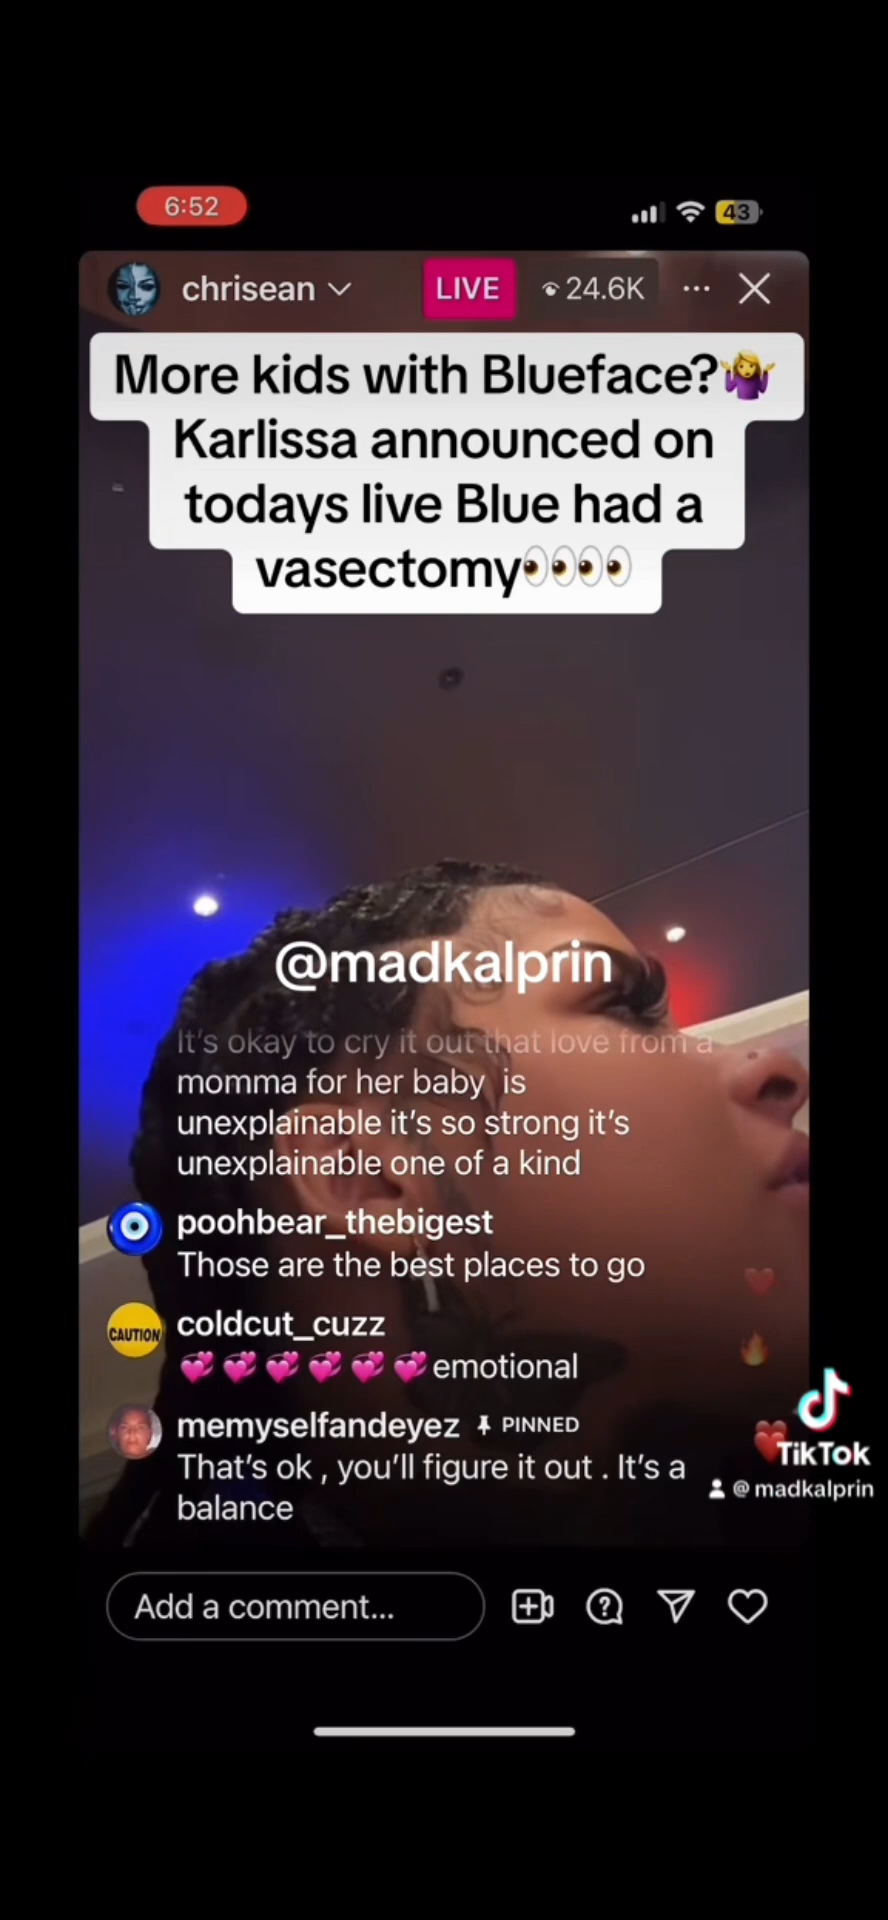 6:52
43
chrisean
LIVE
24.6K
More kids with Blueface?🤷‍♀️
Karlissa announced on
todays live Blue had a
vasectomy👀👀
@madkalprin
It's okay to cry it out that love from a
momma for her baby  is
unexplainable it's so strong it's
unexplainable one of a kind
poohbear_thebigest
Those are the best places to go
CAUTION
coldcut_cuzz
💞💞💞💞💞💞emotional
memyselfandeyez PINNED
That's ok , you'll figure it out . It's a
balance
TikTok
@madkalprin
Add a comment...